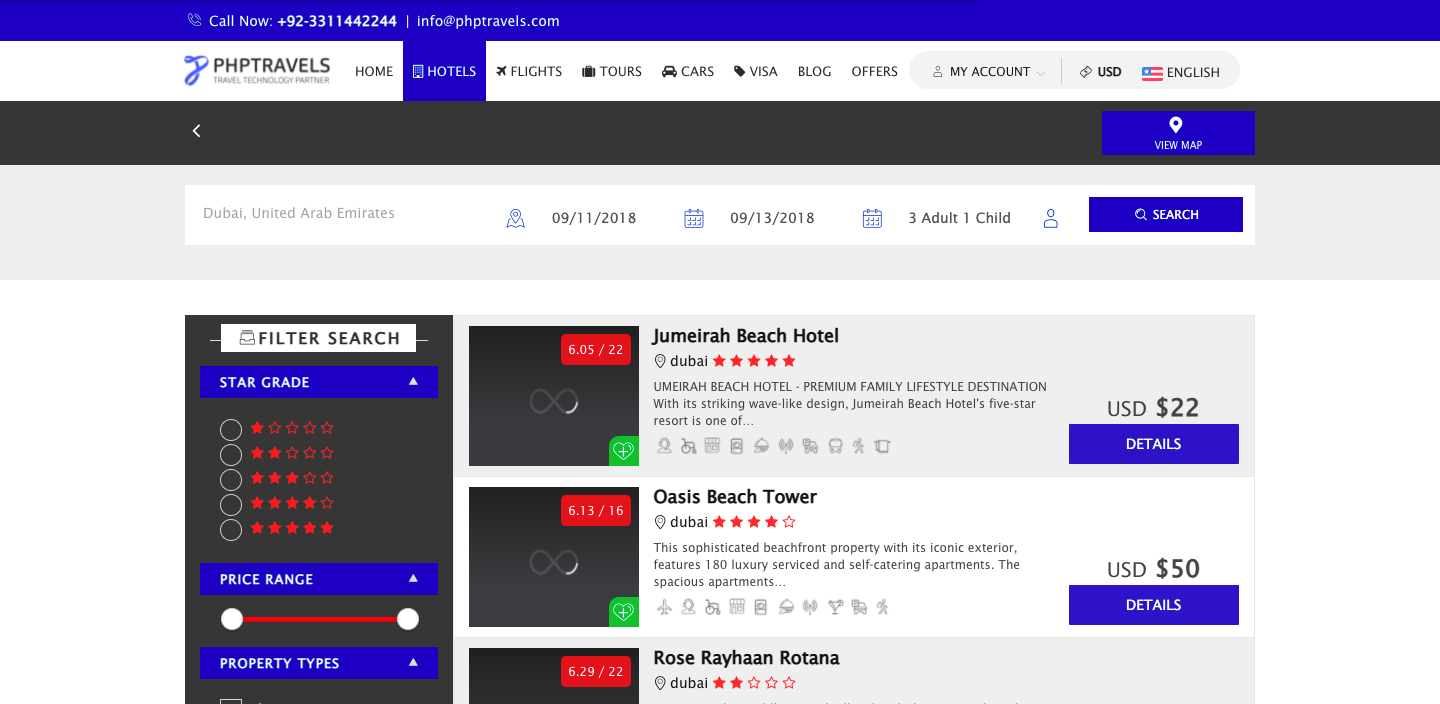 Call Now: +92-3311442244 | info@phptravels.com
PHPTRAVELS
TRAVEL TECHNOLOGY PARTNER
HOME HOTELS FLIGHTS TOURS CARS VISA BLOG OFFERS MY ACCOUNT USD ENGLISH
VIEW MAP
Dubai, United Arab Emirates 09/11/2018 09/13/2018 3 Adult 1 Child SEARCH
FILTER SEARCH
STAR GRADE
PRICE RANGE
PROPERTY TYPES
6.05 / 22
Jumeirah Beach Hotel
dubai
UMEIRAH BEACH HOTEL - PREMIUM FAMILY LIFESTYLE DESTINATION
With its striking wave-like design, Jumeirah Beach Hotel's five-star
resort is one of...
USD $22
DETAILS
6.13 / 16
Oasis Beach Tower
dubai
This sophisticated beachfront property with its iconic exterior,
features 180 luxury serviced and self-catering apartments. The
spacious apartments...
USD $50
DETAILS
6.29 / 22
Rose Rayhaan Rotana
dubai